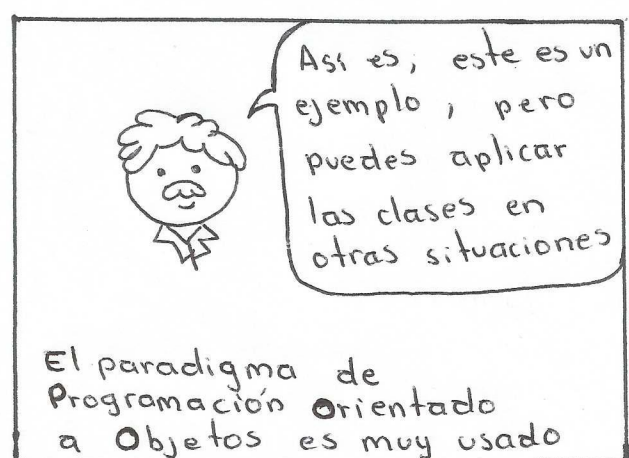 Así es, este es un
ejemplo, pero
puedes aplicar
las clases en
otras situaciones
El paradigma de
Programación Orientado
a Objetos es muy usado